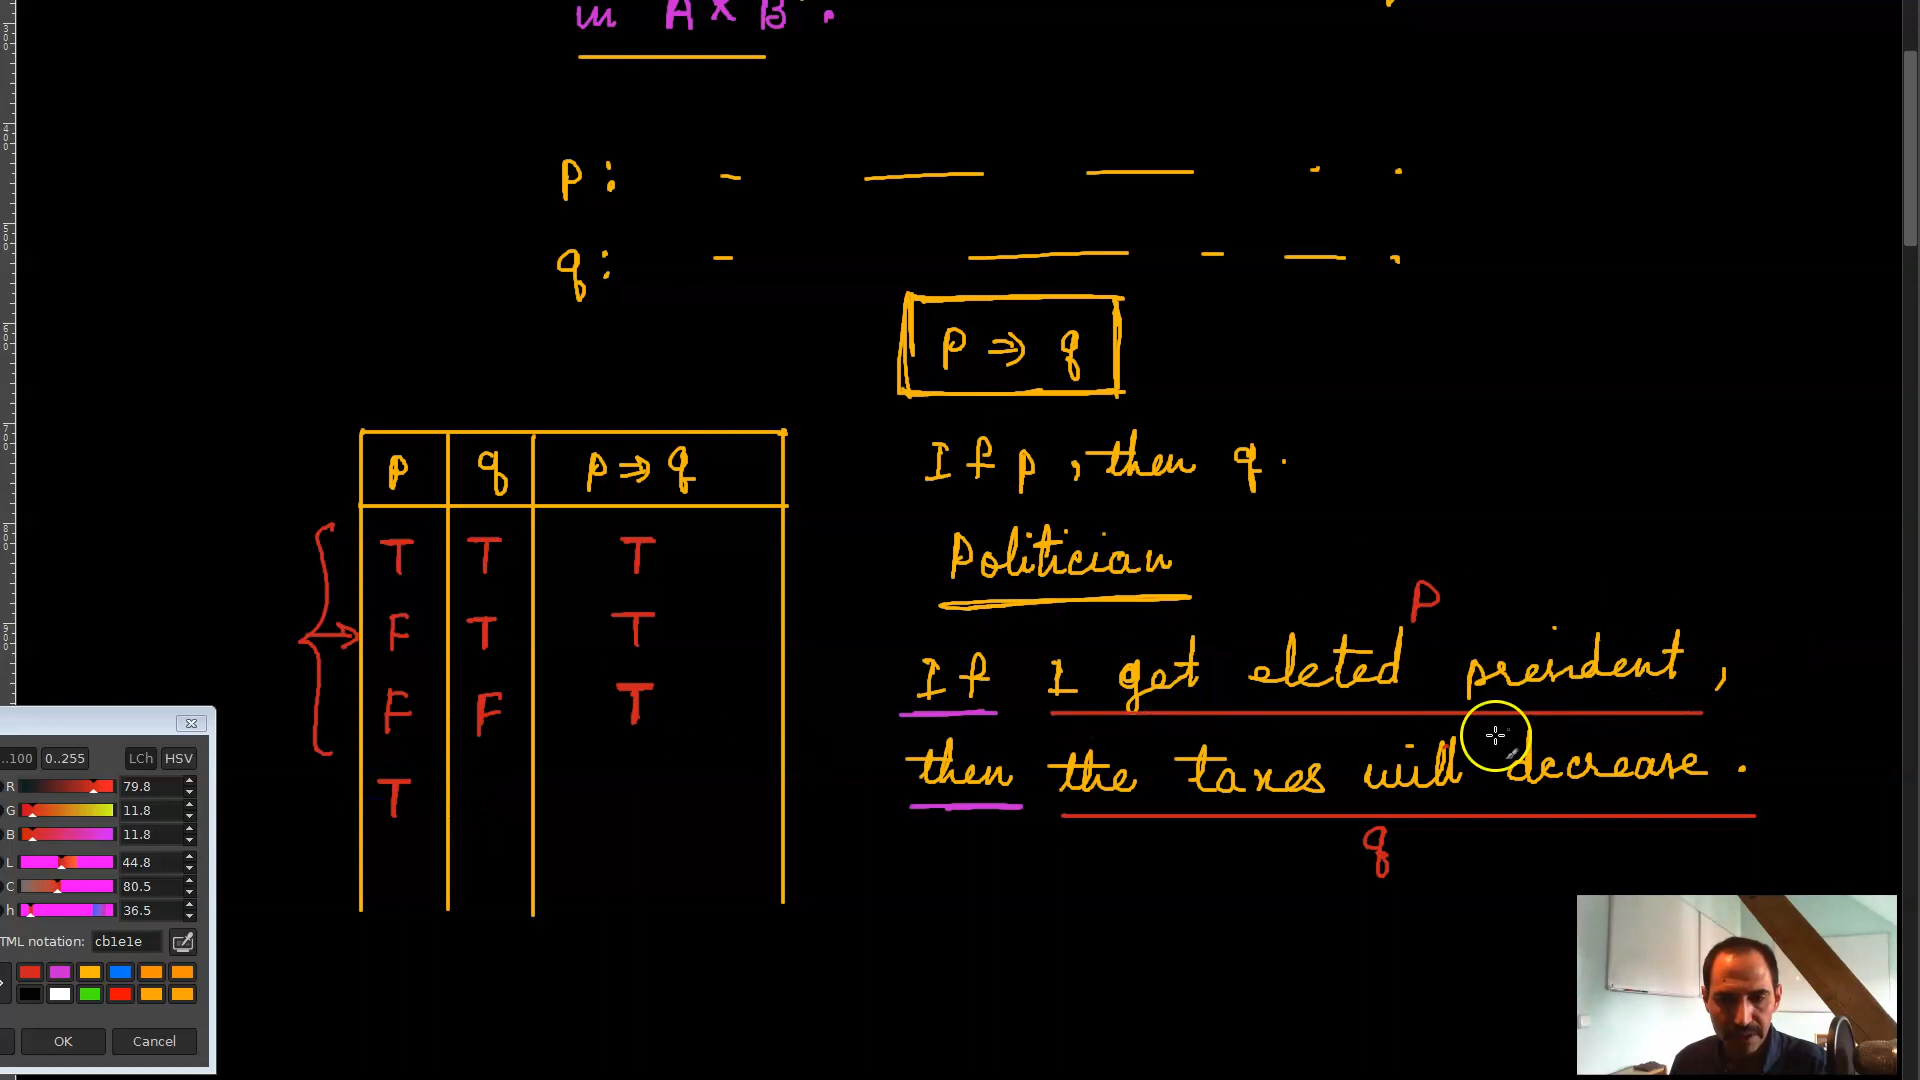 in A × B.
p:
q:
p ⇒ q
p q p ⇒ q
T T T
F T T
F F T
T
If p, then q.
Politician
p
If I get eleted president,
then the taxes will decrease.
q
..100 0..255 LCh HSV
R 79.8
G 11.8
B 11.8
L 44.8
C 80.5
h 36.5
TML notation: cb1e1e
OK Cancel